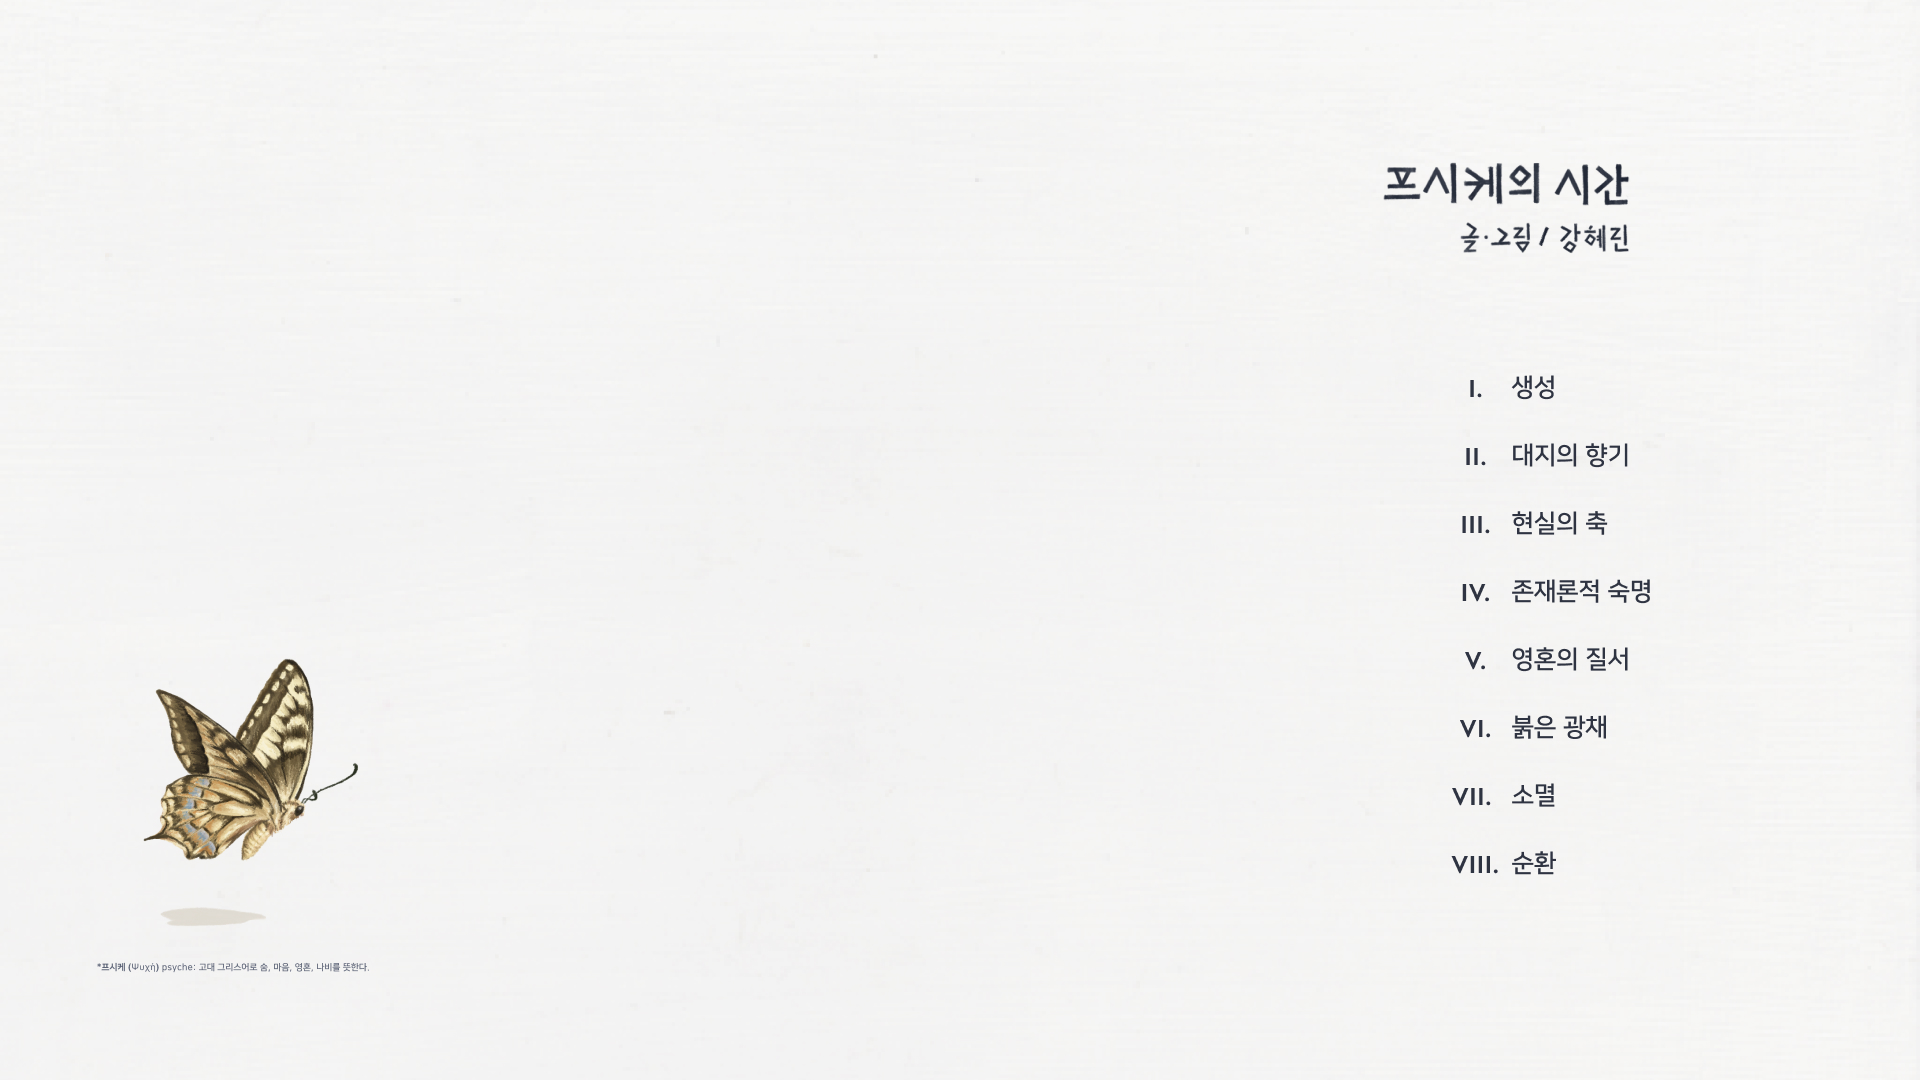 프시케의 시간
글·그림 / 강혜진
I. 생성
II. 대지의 향기
III. 현실의 축
IV. 존재론적 숙명
V. 영혼의 질서
VI. 붉은 광채
VII. 소멸
VIII. 순환
*프시케 (Ψυχὴ) psyche: 고대 그리스어로 숨, 마음, 영혼, 나비를 뜻한다.